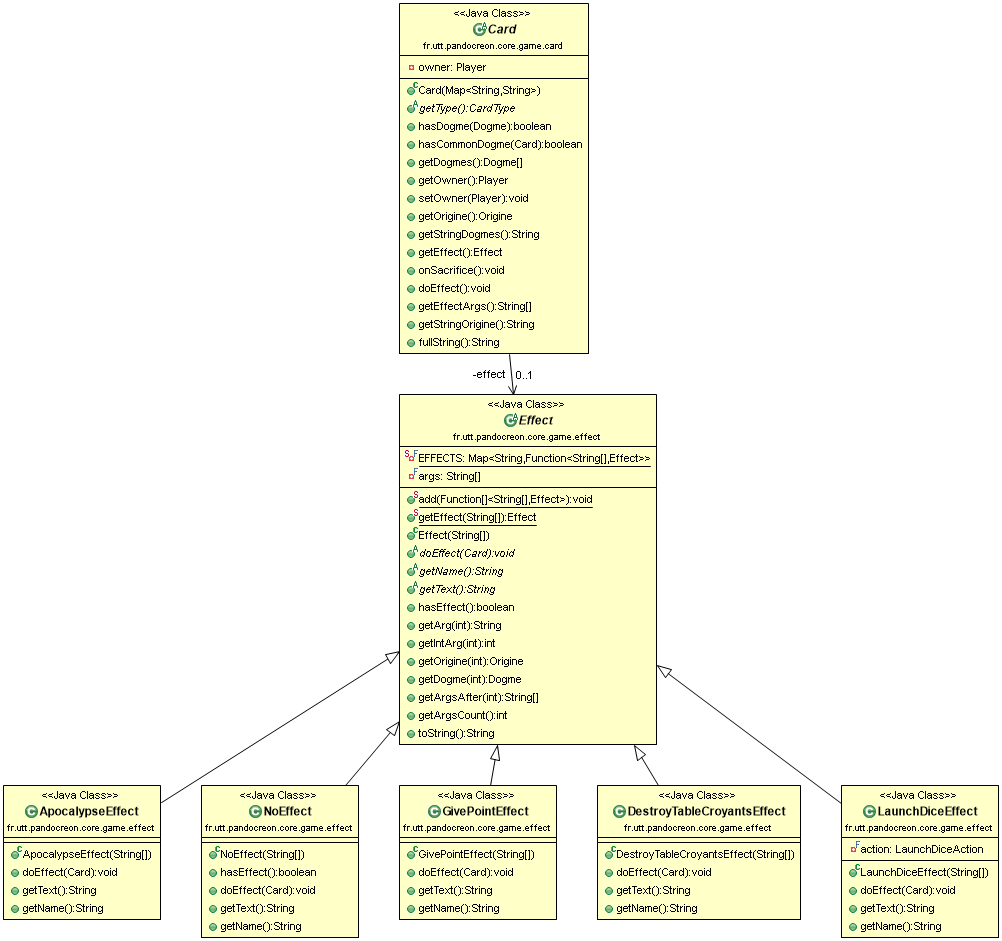 <<Java Class>>
Card
fr.utt.pandocreon.core.game.card
owner: Player
Card(Map<String,String>)
getType():CardType
hasDogme(Dogme):boolean
hasCommonDogme(Card):boolean
getDogmes():Dogme[]
getOwner():Player
setOwner(Player):void
getOrigine():Origine
getStringDogmes():String
getEffect():Effect
onSacrifice():void
doEffect():void
getEffectArgs():String[]
getStringOrigine():String
fullString():String
-effect 0..1
<<Java Class>>
Effect
fr.utt.pandocreon.core.game.effect
EFFECTS: Map<String,Function<String[],Effect>>
args: String[]
add(Function[]<String[],Effect>):void
getEffect(String[]):Effect
Effect(String[])
doEffect(Card):void
getName():String
getText():String
hasEffect():boolean
getArg(int):String
getIntArg(int):int
getOrigine(int):Origine
getDogme(int):Dogme
getArgsAfter(int):String[]
getArgsCount():int
toString():String
<<Java Class>>
ApocalypseEffect
fr.utt.pandocreon.core.game.effect
ApocalypseEffect(String[])
doEffect(Card):void
getText():String
getName():String
<<Java Class>>
NoEffect
fr.utt.pandocreon.core.game.effect
NoEffect(String[])
hasEffect():boolean
doEffect(Card):void
getText():String
getName():String
<<Java Class>>
GivePointEffect
fr.utt.pandocreon.core.game.effect
GivePointEffect(String[])
doEffect(Card):void
getText():String
getName():String
<<Java Class>>
DestroyTableCroyantsEffect
fr.utt.pandocreon.core.game.effect
DestroyTableCroyantsEffect(String[])
doEffect(Card):void
getText():String
getName():String
<<Java Class>>
LaunchDiceEffect
fr.utt.pandocreon.core.game.effect
action: LaunchDiceAction
LaunchDiceEffect(String[])
doEffect(Card):void
getText():String
getName():String